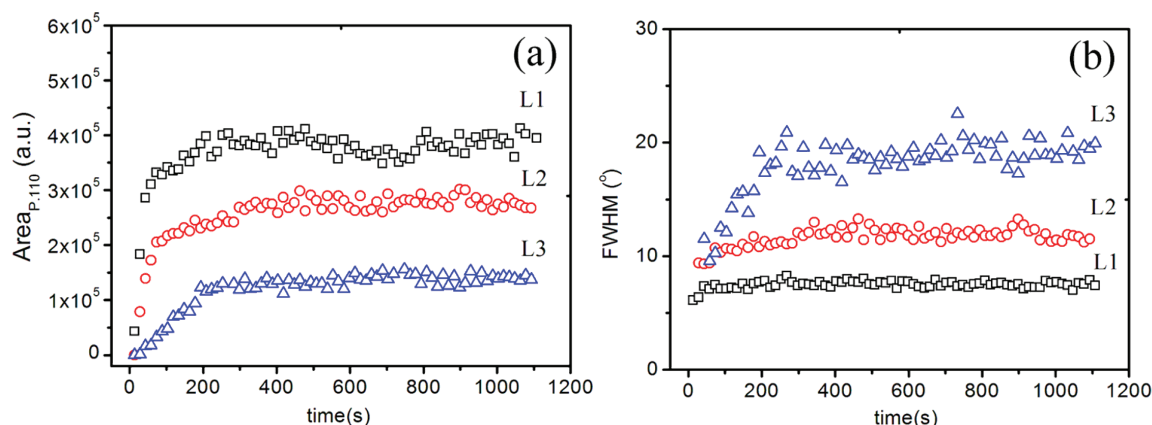 (a)
6x10⁵
5x10⁵
4x10⁵
3x10⁵
2x10⁵
1x10⁵
0
Area_P.110 (a.u.)
L1
L2
L3
0 200 400 600 800 1000 1200
time(s)
(b)
30
20
10
0
FWHM (°)
L3
L2
L1
0 200 400 600 800 1000 1200
time(s)